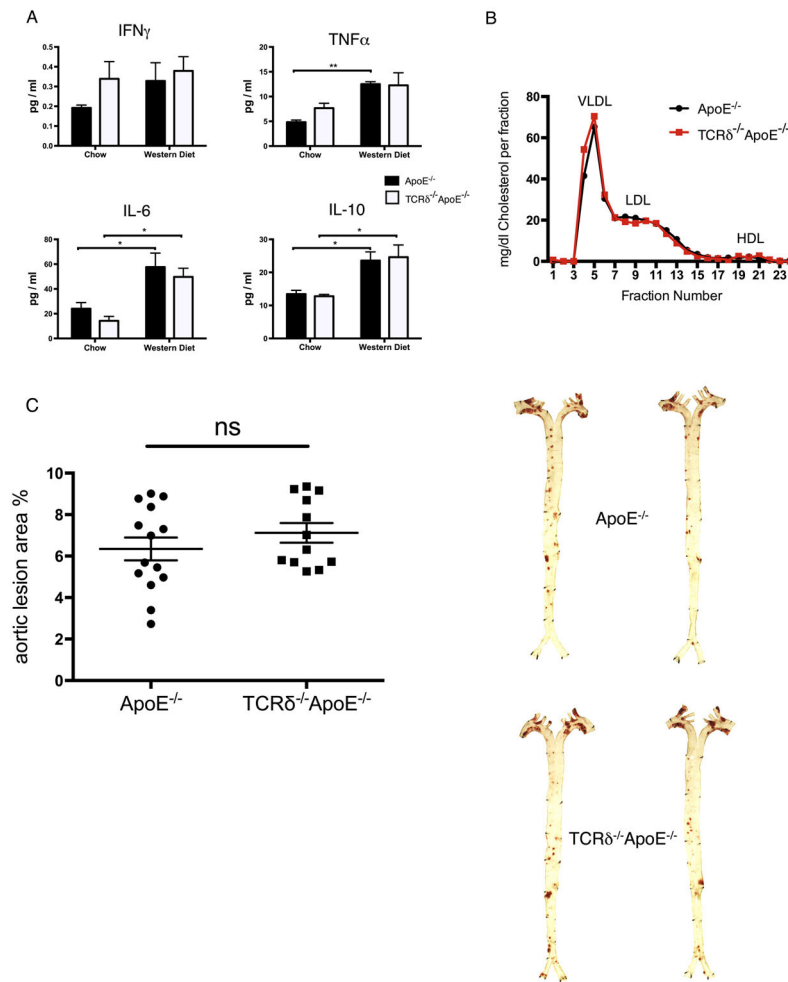 A
IFNγ
pg / ml
0.5
0.4
0.3
0.2
0.1
0.0
Chow
Western Diet
TNFα
pg / ml
20
15
10
5
0
**
Chow
Western Diet
ApoE-/-
TCRδ-/-ApoE-/-
IL-6
pg / ml
80
60
40
20
0
*
*
Chow
Western Diet
IL-10
pg / ml
30
20
10
0
*
*
Chow
Western Diet
B
mg/dl Cholesterol per fraction
80
60
40
20
0
VLDL
LDL
HDL
ApoE-/-
TCRδ-/-ApoE-/-
1 3 5 7 9 11 13 15 17 19 21 23
Fraction Number
C
ns
aortic lesion area %
10
8
6
4
2
0
ApoE-/-
TCRδ-/-ApoE-/-
ApoE-/-
TCRδ-/-ApoE-/-